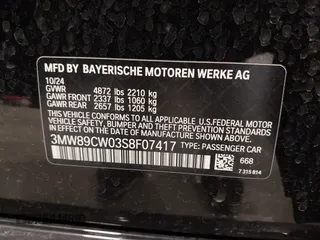 MFD BY BAYERISCHE MOTOREN WERKE AG
10/24
GVWR 4872 lbs 2210 kg
GAWR FRONT 2337 lbs 1060 kg
GAWR REAR 2657 lbs 1205 kg
THIS VEHICLE CONFORMS TO ALL APPLICABLE U.S. FEDERAL MOTOR VEHICLE SAFETY, BUMPER, AND THEFT PREVENTION STANDARDS IN EFFECT ON THE DATE OF MANUFACTURE SHOWN ABOVE.
3MW89CW03S8F07417 TYPE: PASSENGER CAR
668
7 315 814